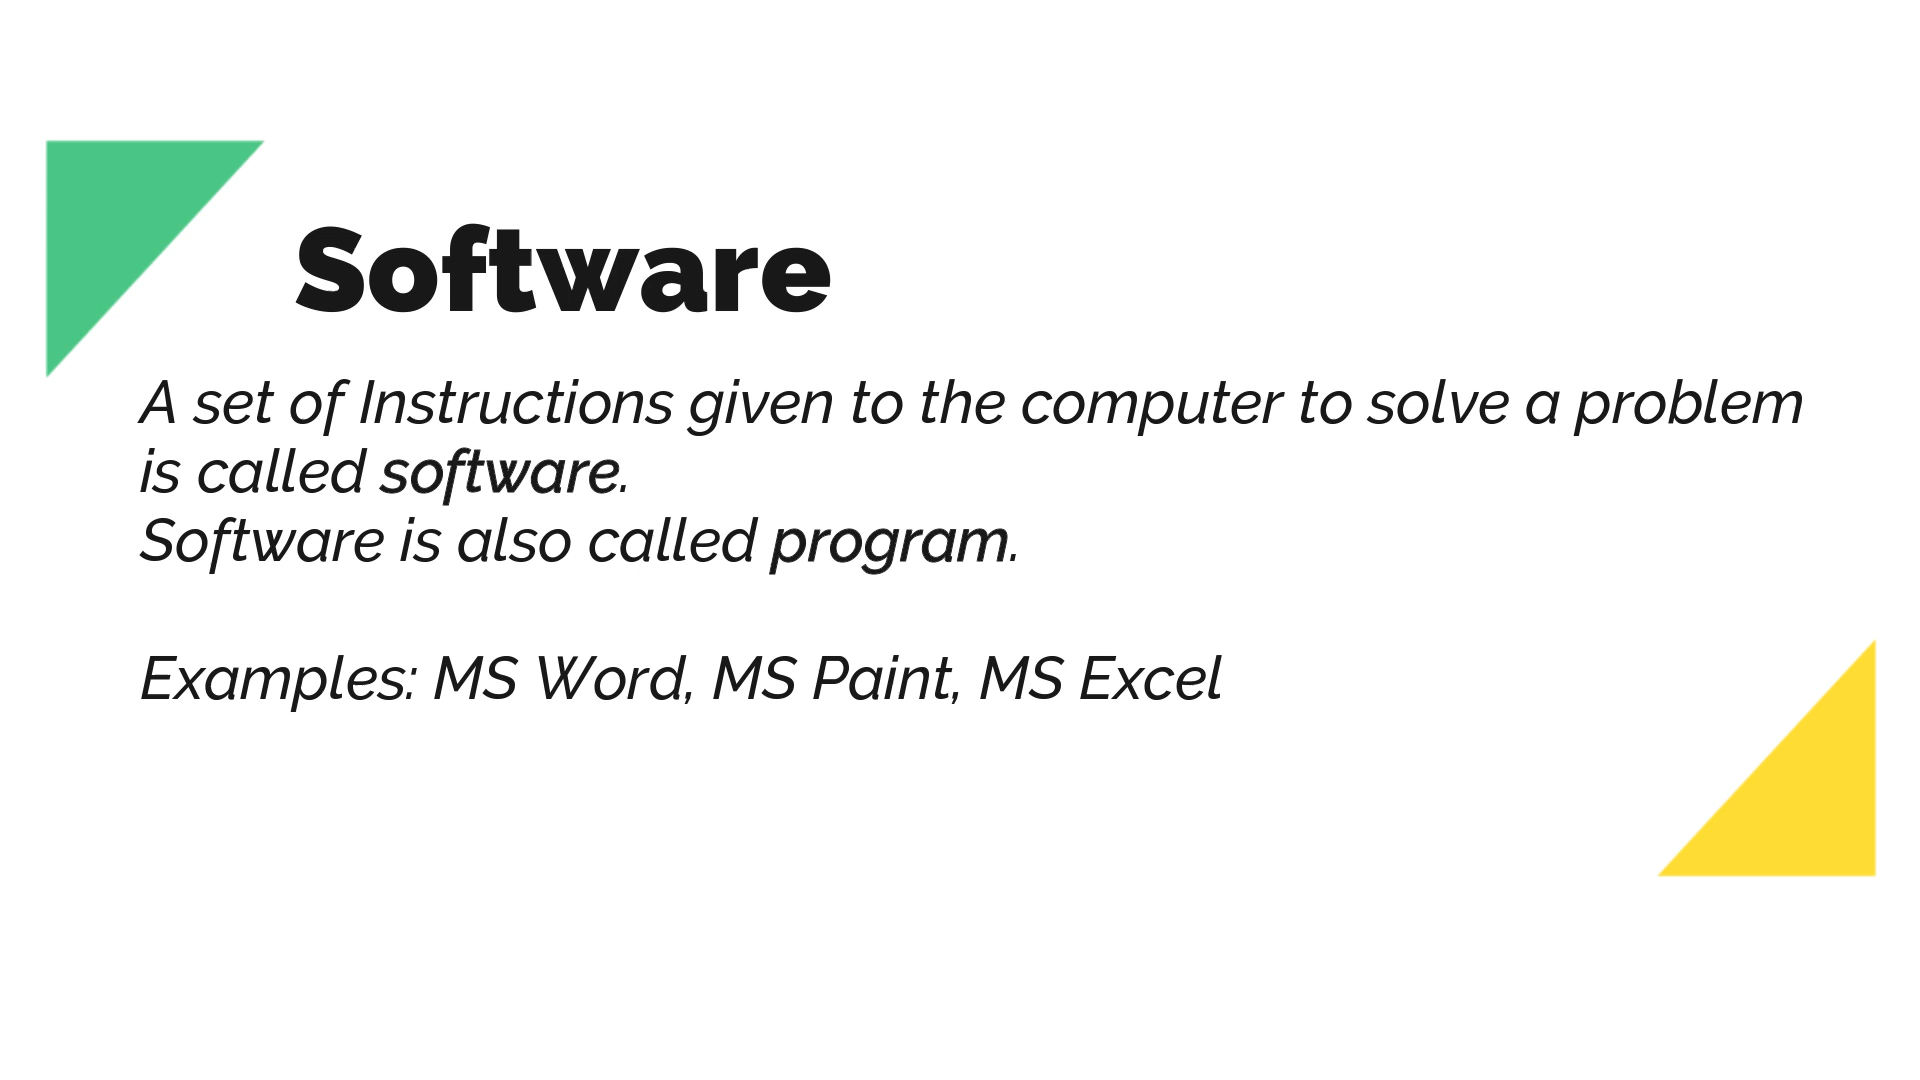 Software
A set of Instructions given to the computer to solve a problem
is called software.
Software is also called program.
Examples: MS Word, MS Paint, MS Excel